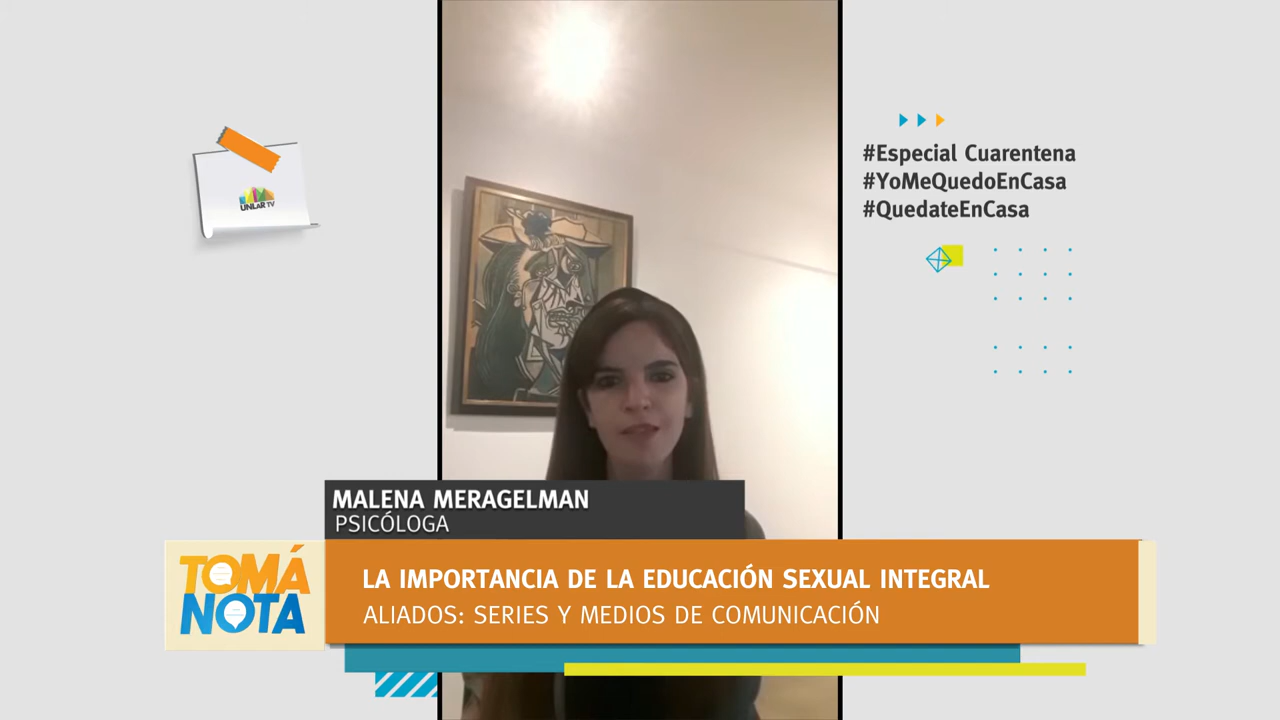 UNLAR TV
#Especial Cuarentena
#YoMeQuedoEnCasa
#QuedateEnCasa
MALENA MERAGELMAN
PSICÓLOGA
TOMÁ
NOTA
LA IMPORTANCIA DE LA EDUCACIÓN SEXUAL INTEGRAL
ALIADOS: SERIES Y MEDIOS DE COMUNICACIÓN